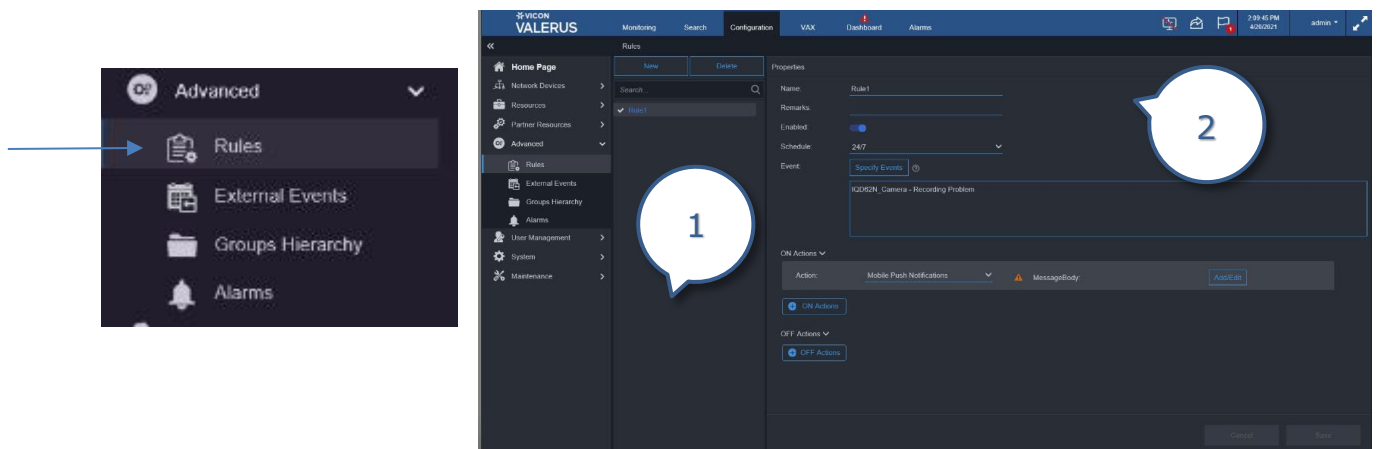 Advanced
Rules
External Events
Groups Hierarchy
Alarms
VICON
VALERUS
Monitoring
Search
Configuration
VAX
Dashboard
Alarms
1
2:09:45 PM
4/20/2021
admin
Rules
Home Page
Network Devices
Resources
Partner Resources
Advanced
Rules
External Events
Groups Hierarchy
Alarms
User Management
System
Maintenance
New
Delete
Search...
Rule1
1
Properties
Name:
Rule1
Remarks:
Enabled:
Schedule:
24/7
Event:
Specify Events
IQD62N_Camera - Recording Problem
2
ON Actions
Action:
Mobile Push Notifications
MessageBody:
Add/Edit
ON Actions
OFF Actions
OFF Actions
Cancel
Save